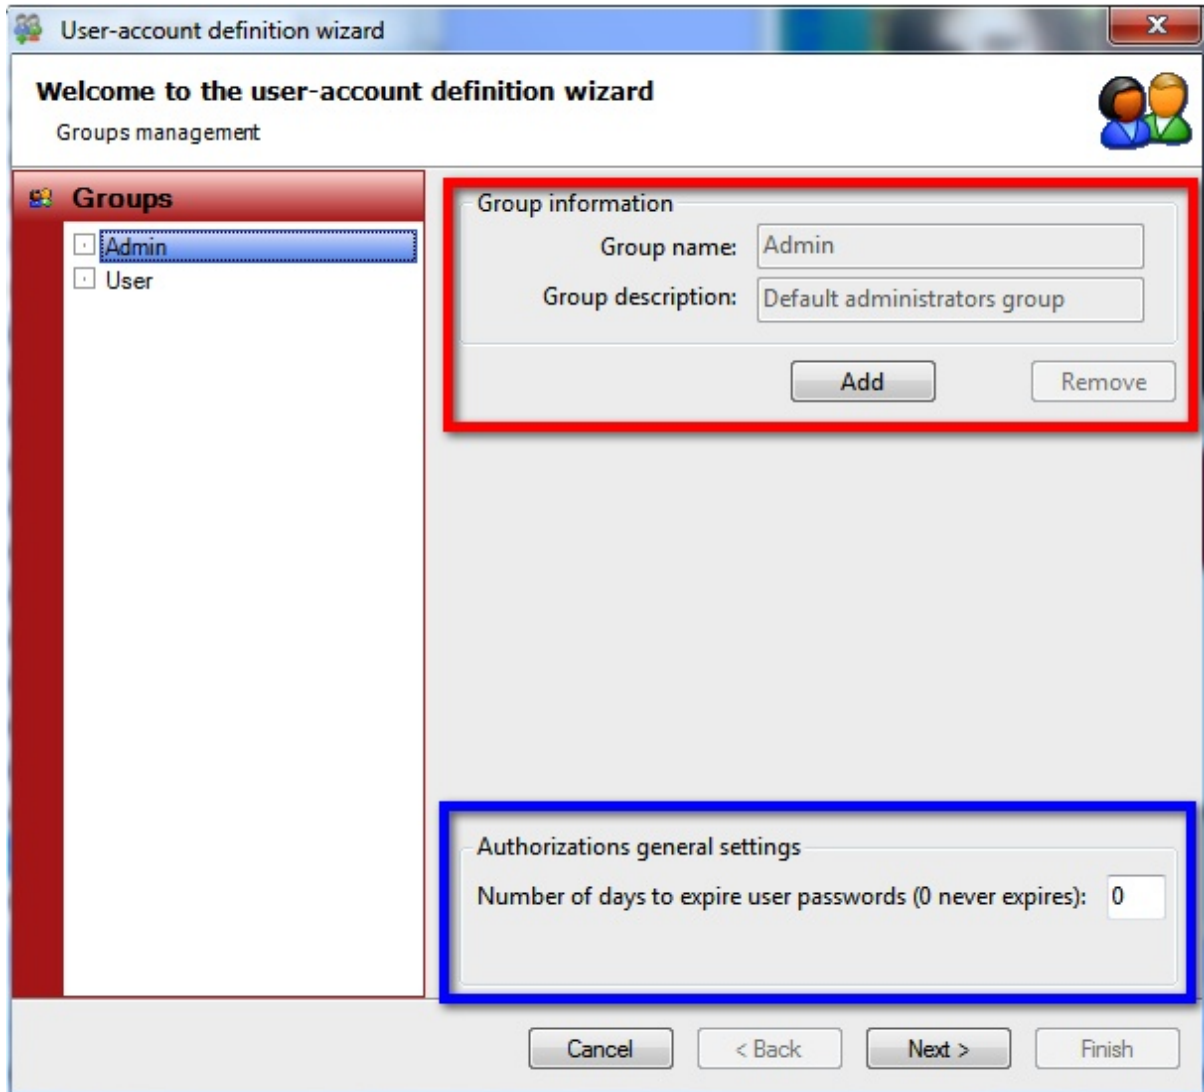 User-account definition wizard
Welcome to the user-account definition wizard
Groups management
Groups
Admin
User
Group information
Group name: Admin
Group description: Default administrators group
Add Remove
Authorizations general settings
Number of days to expire user passwords (0 never expires): 0
Cancel < Back Next > Finish